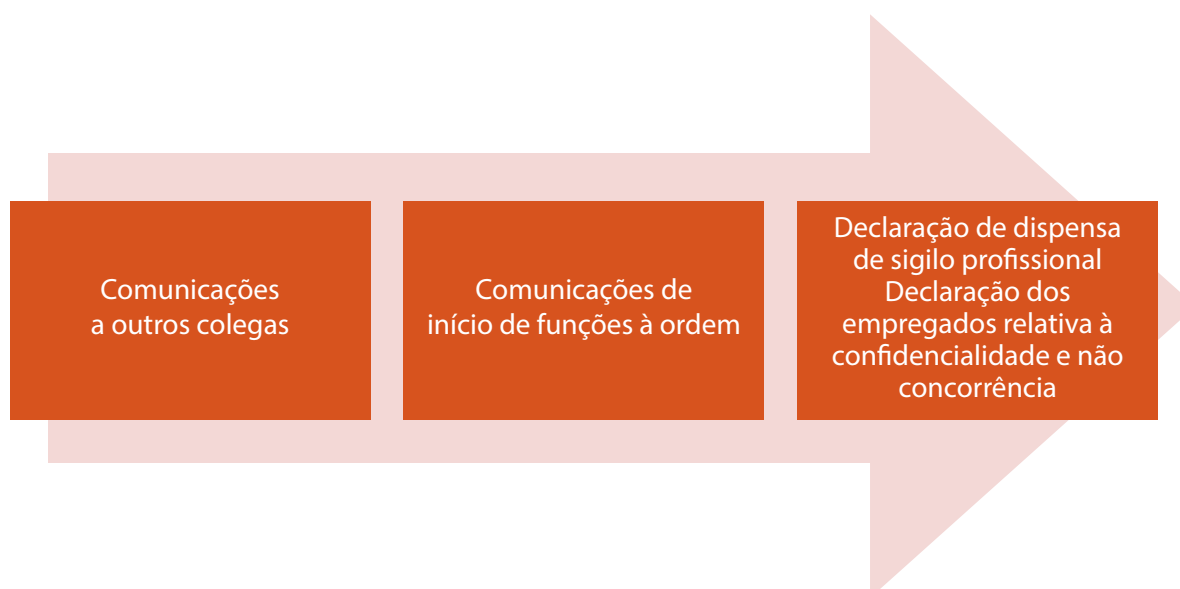 Comunicações
a outros colegas
Comunicações de
início de funções à ordem
Declaração de dispensa
de sigilo profissional
Declaração dos
empregados relativa à
confidencialidade e não
concorrência